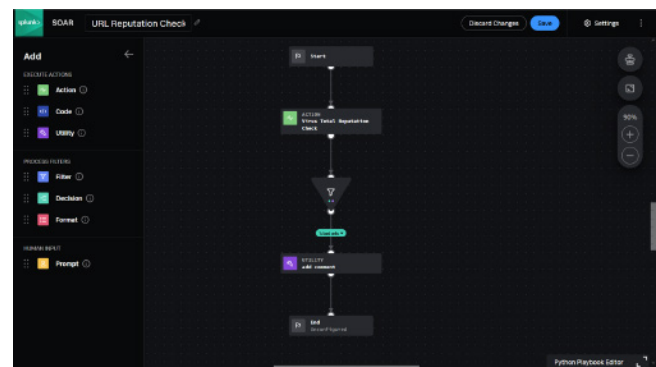 splunk> SOAR URL Reputation Check Discard Changes Save Settings
Add
EXECUTE ACTIONS
Action
Code
Utility
PROCESS FILTERS
Filter
Decision
Format
HUMAN INPUT
Prompt
Start
ACTION
Virus Total Reputation
Check
UTILITY
add comment
End
90%
Python Playbook Editor